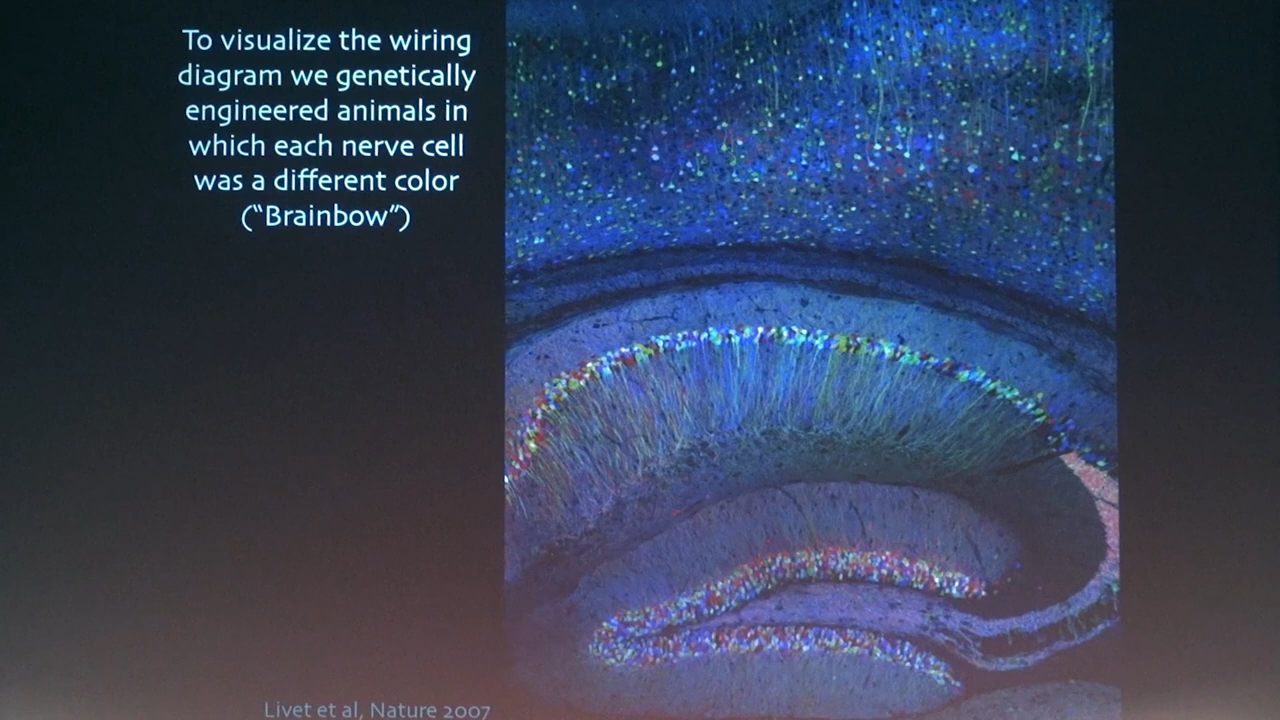 To visualize the wiring
diagram we genetically
engineered animals in
which each nerve cell
was a different color
(“Brainbow”)
Livet et al, Nature 2007